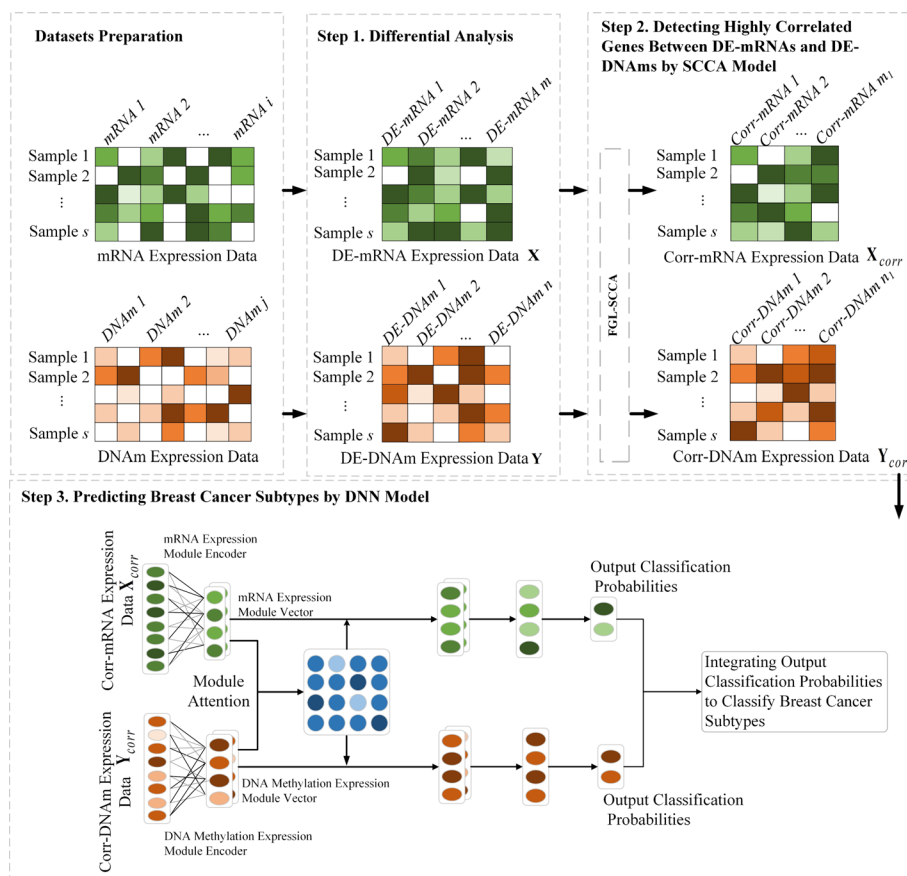 Datasets Preparation
mRNA 1
mRNA 2
...
mRNA i
Sample 1
Sample 2
⋮
Sample s
mRNA Expression Data
DNAm 1
DNAm 2
...
DNAm j
Sample 1
Sample 2
⋮
Sample s
DNAm Expression Data
Step 1. Differential Analysis
DE-mRNA 1
DE-mRNA 2
...
DE-mRNA m
Sample 1
Sample 2
⋮
Sample s
DE-mRNA Expression Data X
DE-DNAm 1
DE-DNAm 2
...
DE-DNAm n
Sample 1
Sample 2
⋮
Sample s
DE-DNAm Expression Data Y
Step 2. Detecting Highly Correlated
Genes Between DE-mRNAs and DE-
DNAms by SCCA Model
FGL-SCCA
Corr-mRNA 1
Corr-mRNA 2
...
Corr-mRNA m₁
Sample 1
Sample 2
⋮
Sample s
Corr-mRNA Expression Data X_corr
Corr-DNAm 1
Corr-DNAm 2
...
Corr-DNAm n₁
Sample 1
Sample 2
⋮
Sample s
Corr-DNAm Expression Data Y_corr
Step 3. Predicting Breast Cancer Subtypes by DNN Model
Corr-mRNA Expression
Data X_corr
mRNA Expression
Module Encoder
mRNA Expression
Module Vector
Module
Attention
Output Classification
Probabilities
Integrating Output
Classification Probabilities
to Classify Breast Cancer
Subtypes
Corr-DNAm Expression
Data Y_corr
DNA Methylation Expression
Module Vector
DNA Methylation Expression
Module Encoder
Output Classification
Probabilities